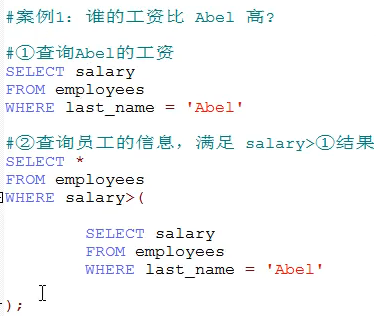 #案例1：谁的工资比 Abel 高?
#①查询Abel的工资
SELECT salary
FROM employees
WHERE last_name = 'Abel'
#②查询员工的信息，满足 salary>①结果
SELECT *
FROM employees
WHERE salary>(
SELECT salary
FROM employees
WHERE last_name = 'Abel'
);